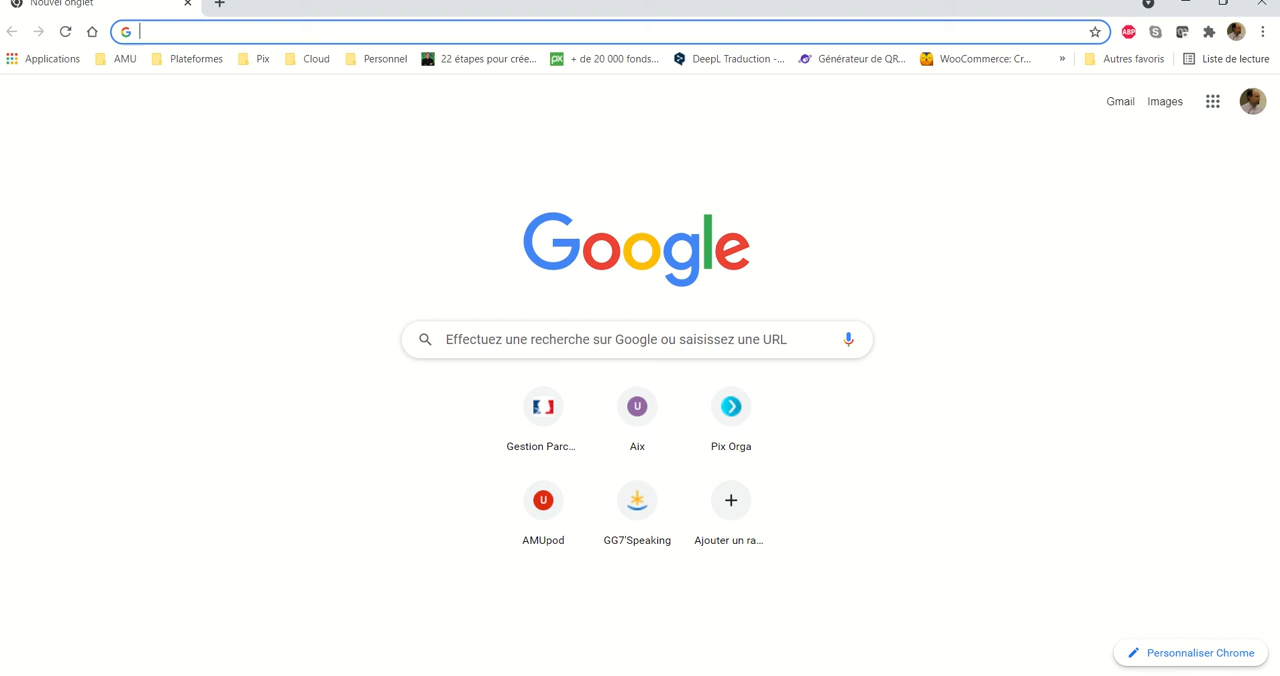 Nouvel onglet
Applications AMU Plateformes Pix Cloud Personnel 22 étapes pour crée... + de 20 000 fonds... DeepL Traduction -... Générateur de QR... WooCommerce: Cr... » Autres favoris Liste de lecture
Gmail Images
Google
Effectuez une recherche sur Google ou saisissez une URL
Gestion Parc... Aix Pix Orga
AMUpod GG7'Speaking Ajouter un ra...
Personnaliser Chrome